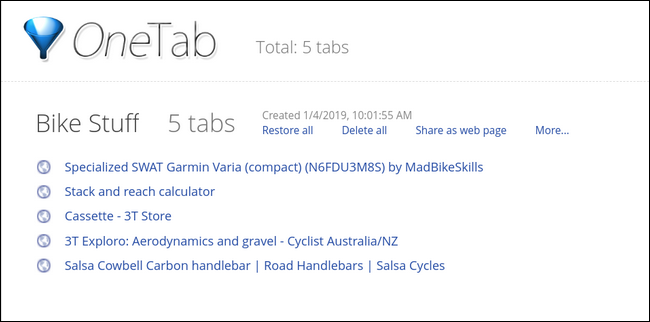 OneTab
Total: 5 tabs
Bike Stuff
5 tabs
Created 1/4/2019, 10:01:55 AM
Restore all
Delete all
Share as web page
More...
Specialized SWAT Garmin Varia (compact) (N6FDU3M8S) by MadBikeSkills
Stack and reach calculator
Cassette - 3T Store
3T Exploro: Aerodynamics and gravel - Cyclist Australia/NZ
Salsa Cowbell Carbon handlebar | Road Handlebars | Salsa Cycles